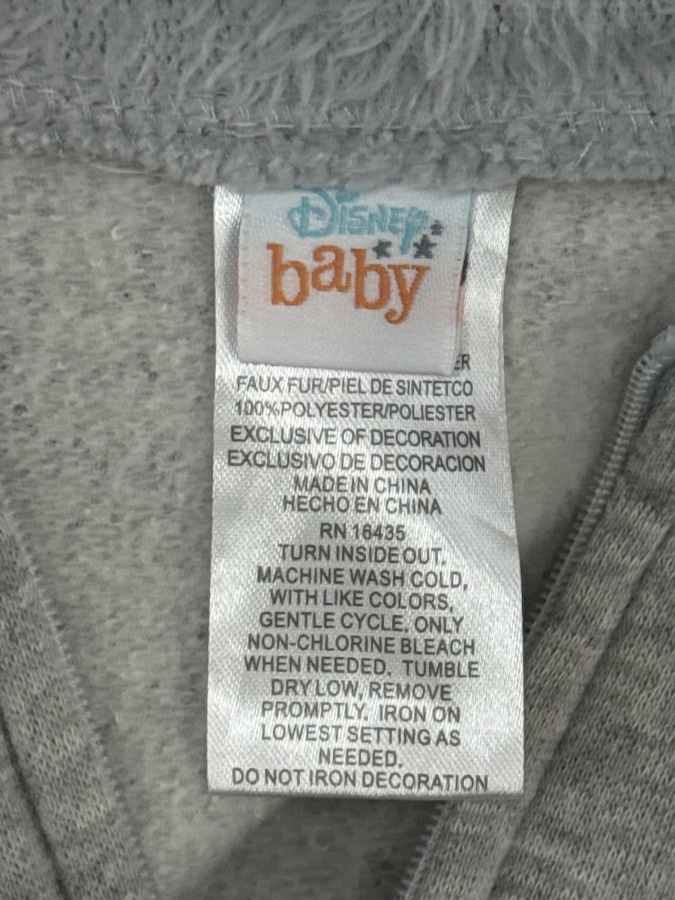 DISNEY
baby
ER
FAUX FUR/PIEL DE SINTETCO
100%POLYESTER/POLIESTER
EXCLUSIVE OF DECORATION
EXCLUSIVO DE DECORACION
MADE IN CHINA
HECHO EN CHINA
RN 16435
TURN INSIDE OUT.
MACHINE WASH COLD,
WITH LIKE COLORS,
GENTLE CYCLE, ONLY
NON-CHLORINE BLEACH
WHEN NEEDED. TUMBLE
DRY LOW, REMOVE
PROMPTLY. IRON ON
LOWEST SETTING AS
NEEDED.
DO NOT IRON DECORATION